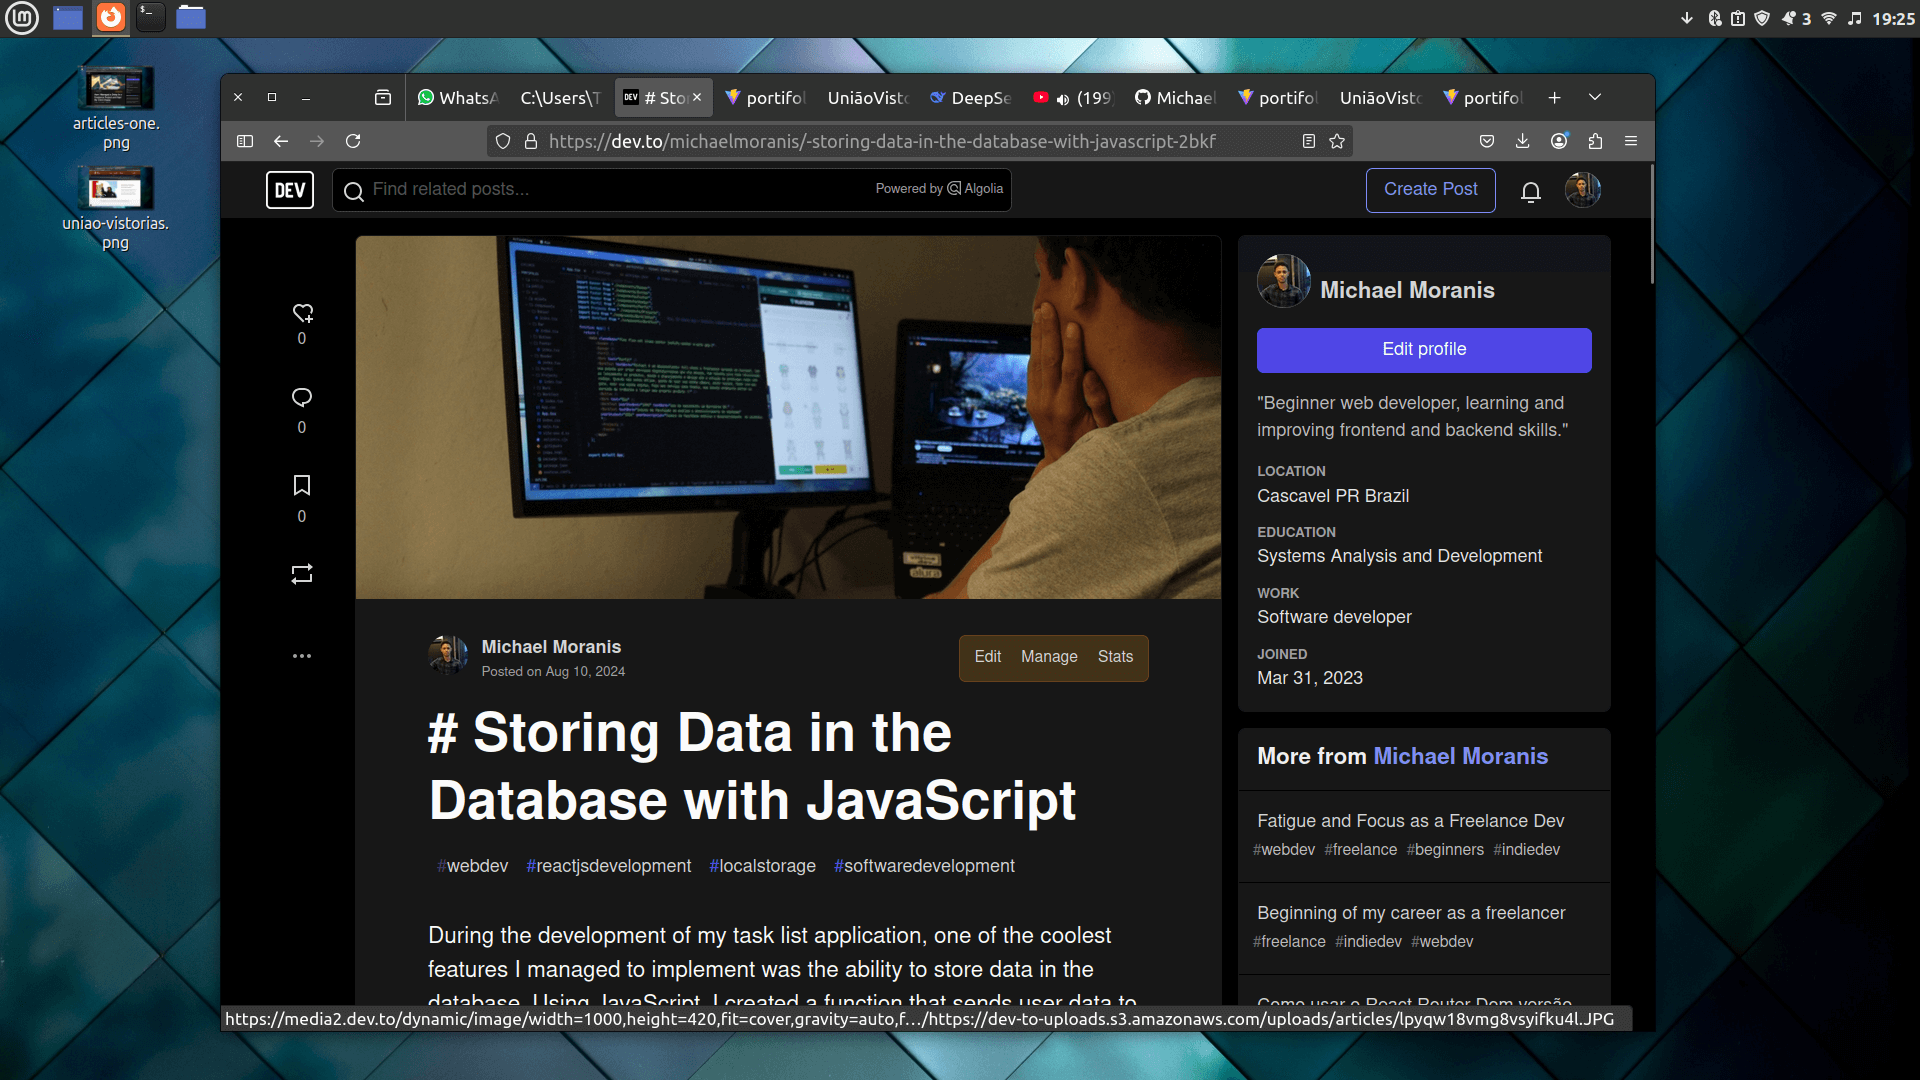 19:25
3
articles-one.
png
uniao-vistorias.
png
WhatsA
C:\Users\T
DEV # Sto
portifol
UniãoVisto
DeepSe
(199)
Michael
portifol
UniãoVisto
portifol
https://dev.to/michaelmoranis/-storing-data-in-the-database-with-javascript-2bkf
DEV
Find related posts...
Powered by Algolia
Create Post
0
0
0
Michael Moranis
Posted on Aug 10, 2024
Edit Manage Stats
# Storing Data in the
Database with JavaScript
#webdev #reactjsdevelopment #localstorage #softwaredevelopment
During the development of my task list application, one of the coolest
features I managed to implement was the ability to store data in the
database. Using JavaScript, I created a function that sends user data to
Michael Moranis
Edit profile
"Beginner web developer, learning and
improving frontend and backend skills."
LOCATION
Cascavel PR Brazil
EDUCATION
Systems Analysis and Development
WORK
Software developer
JOINED
Mar 31, 2023
More from Michael Moranis
Fatigue and Focus as a Freelance Dev
#webdev #freelance #beginners #indiedev
Beginning of my career as a freelancer
#freelance #indiedev #webdev
Como usar o React Router Dom versão
https://media2.dev.to/dynamic/image/width=1000,height=420,fit=cover,gravity=auto,f…/https://dev-to-uploads.s3.amazonaws.com/uploads/articles/lpyqw18vmg8vsyifku4l.JPG